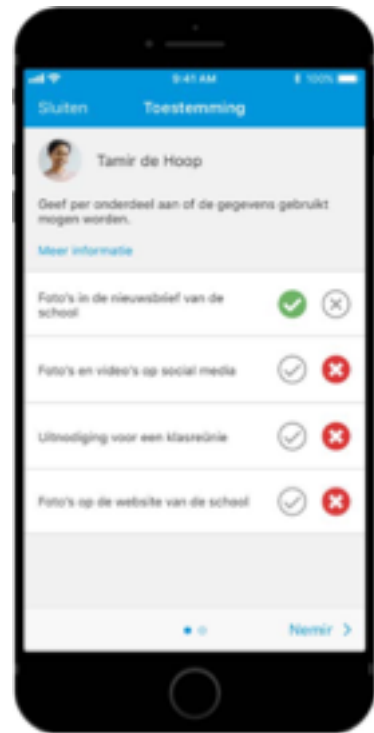 9:41 AM 100%
Sluiten Toestemming
Tamir de Hoop
Geef per onderdeel aan of de gegevens gebruikt
mogen worden.
Meer informatie
Foto's in de nieuwsbrief van de
school
Foto's en video's op social media
Uitnodiging voor een klasreünie
Foto's op de website van de school
Nemir >